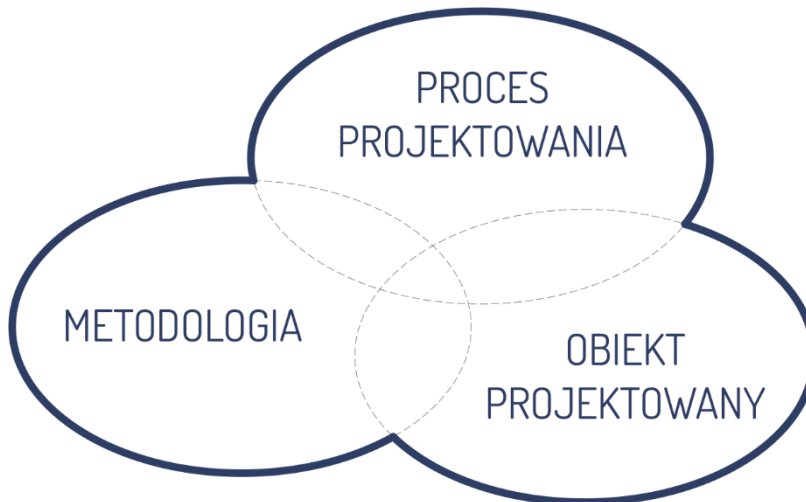 PROCES
PROJEKTOWANIA
METODOLOGIA
OBIEKT
PROJEKTOWANY